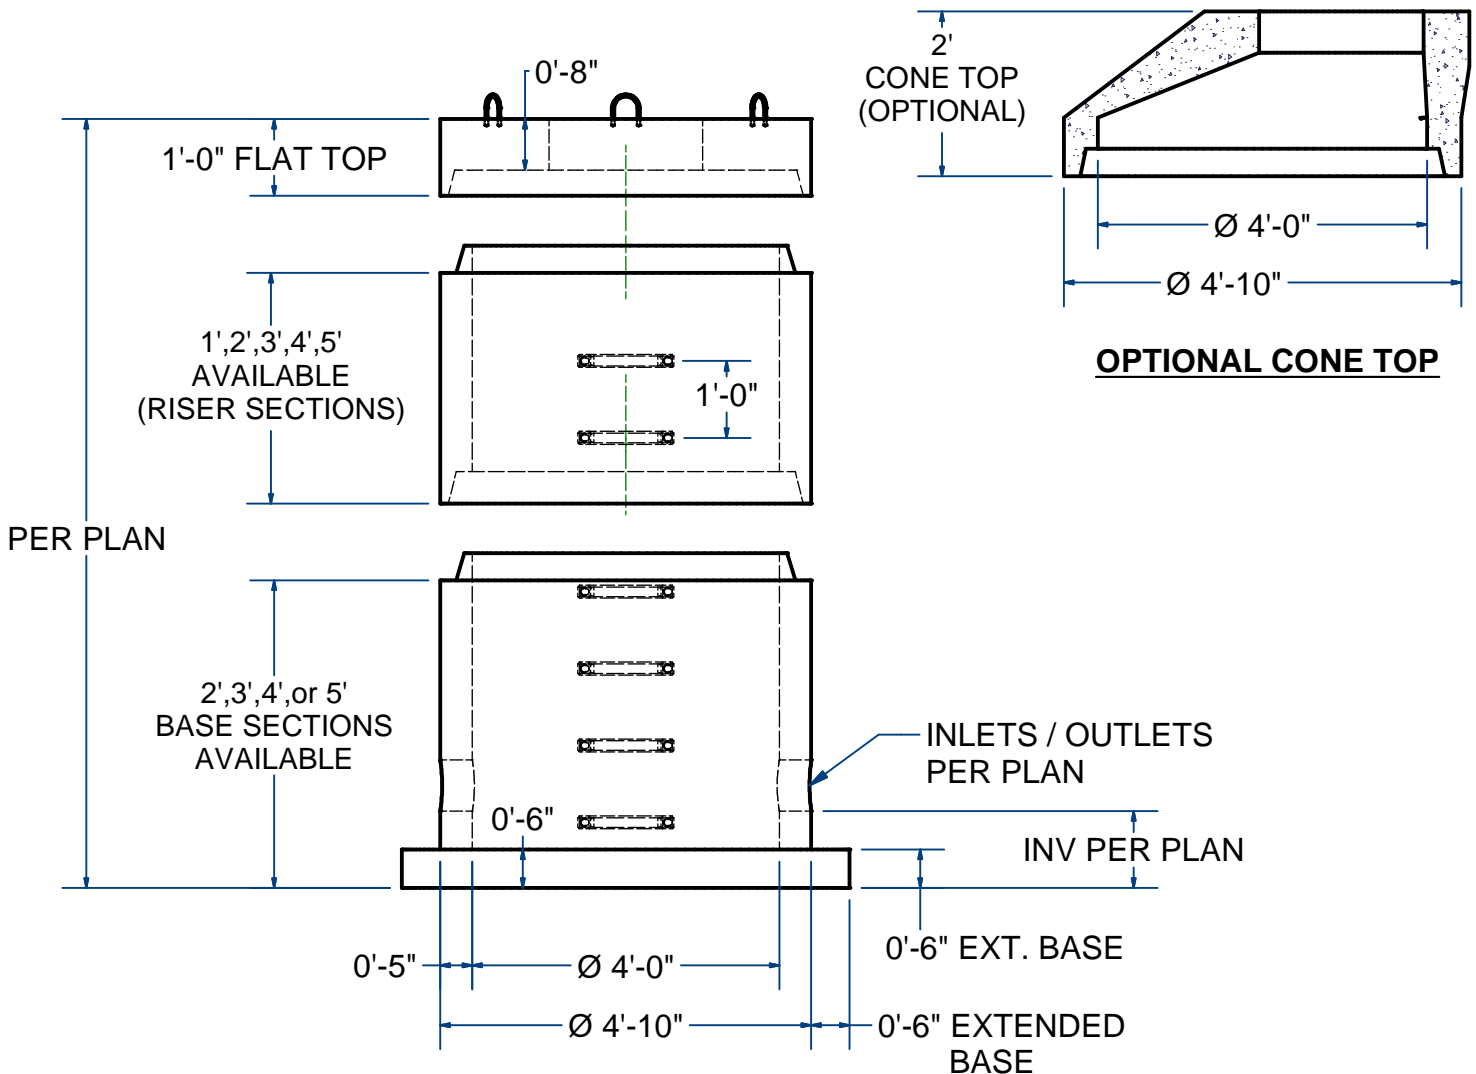 0'-8"
1'-0" FLAT TOP
1',2',3',4',5'
AVAILABLE
(RISER SECTIONS)
1'-0"
PER PLAN
2',3',4',or 5'
BASE SECTIONS
AVAILABLE
0'-6"
INLETS / OUTLETS
PER PLAN
INV PER PLAN
0'-6" EXT. BASE
0'-5"
Ø 4'-0"
Ø 4'-10"
0'-6" EXTENDED
BASE
2'
CONE TOP
(OPTIONAL)
Ø 4'-0"
Ø 4'-10"
OPTIONAL CONE TOP